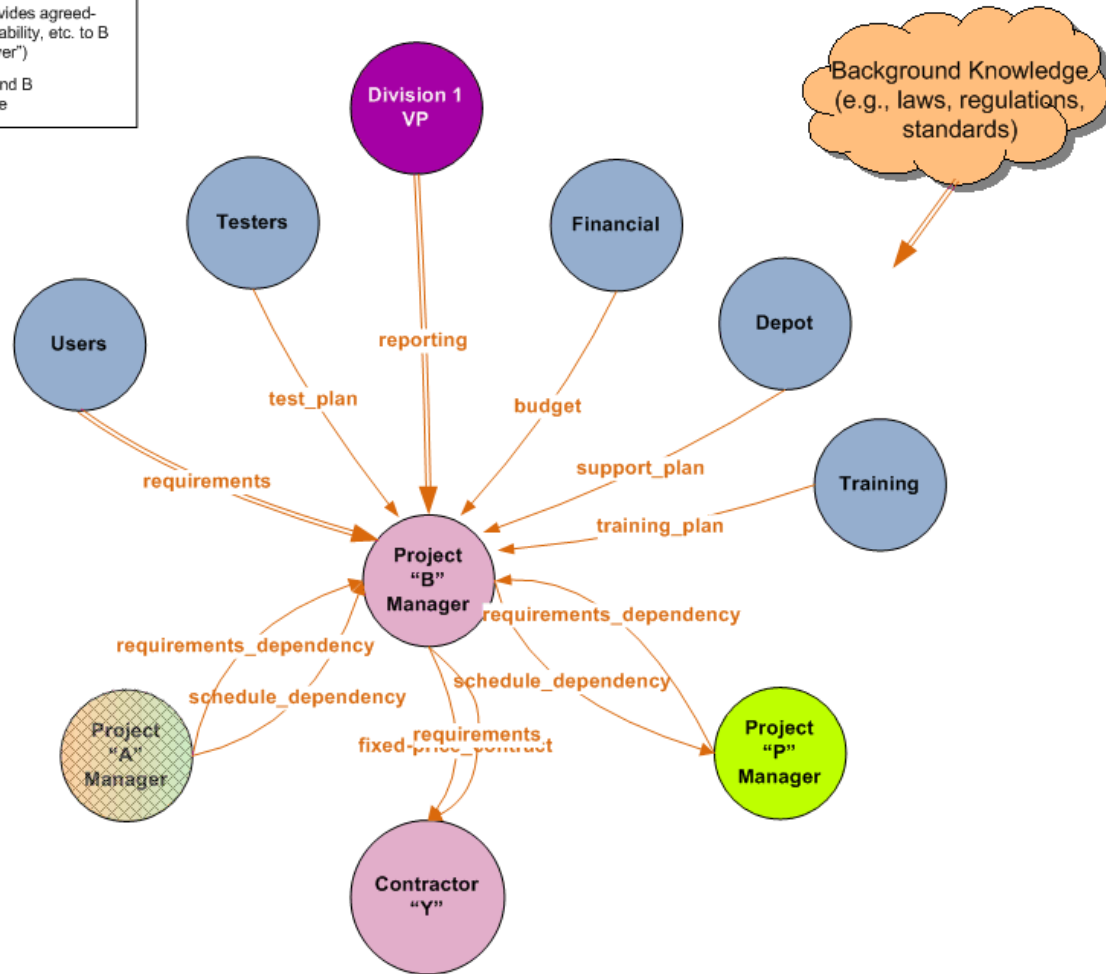 vides agreed-
ability, etc. to B
ver")
nd B
e
Division 1
VP
Background Knowledge
(e.g., laws, regulations,
standards)
Testers
Financial
Users
Depot
reporting
test_plan
budget
requirements
support_plan
Training
training_plan
Project
“B”
Manager
requirements_dependency
requirements_dependency
schedule_dependency
schedule_dependency
Project
“A”
Manager
requirements
fixed-price_contract
Project
“P”
Manager
Contractor
“Y”